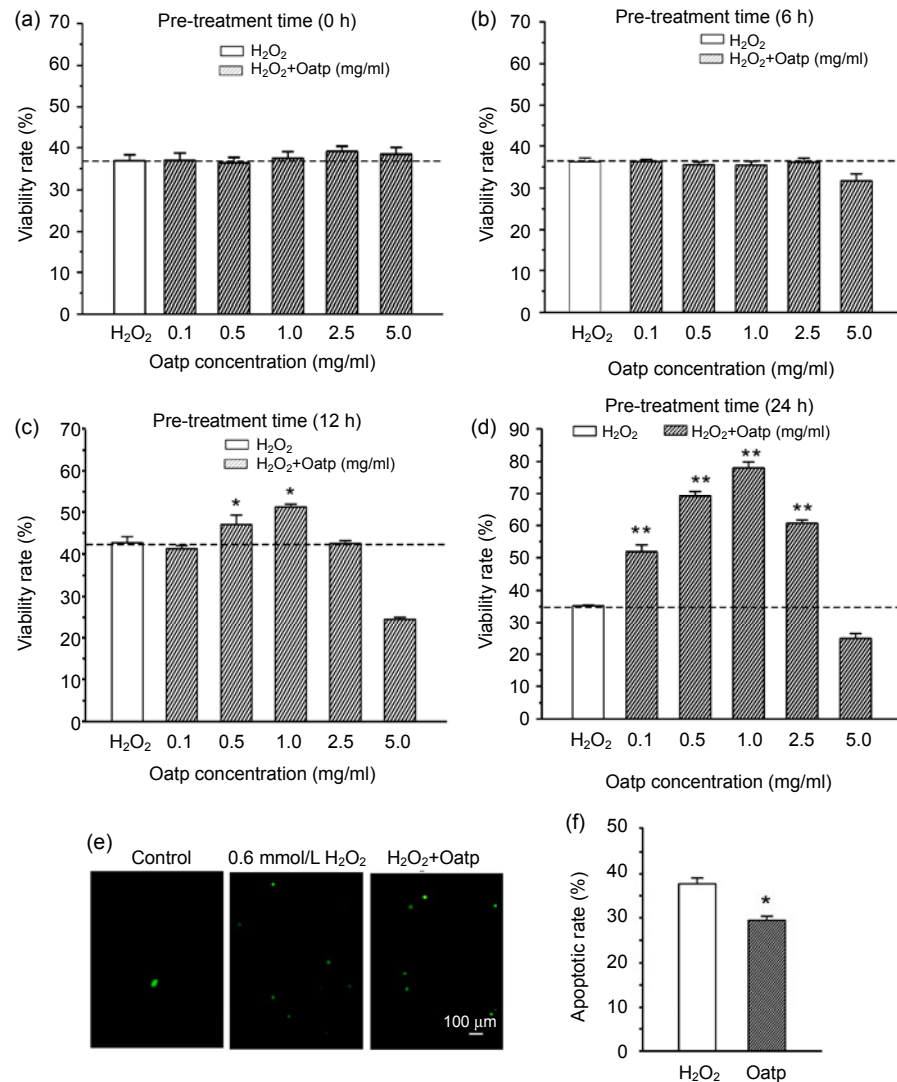 (a) Pre-treatment time (0 h)
H₂O₂
H₂O₂+Oatp (mg/ml)
Viability rate (%)
70
60
50
40
30
20
10
0
H₂O₂ 0.1 0.5 1.0 2.5 5.0
Oatp concentration (mg/ml)
(b) Pre-treatment time (6 h)
H₂O₂
H₂O₂+Oatp (mg/ml)
Viability rate (%)
70
60
50
40
30
20
10
0
H₂O₂ 0.1 0.5 1.0 2.5 5.0
Oatp concentration (mg/ml)
(c) Pre-treatment time (12 h)
H₂O₂
H₂O₂+Oatp (mg/ml)
Viability rate (%)
70
60
50
40
30
20
10
0
* *
H₂O₂ 0.1 0.5 1.0 2.5 5.0
Oatp concentration (mg/ml)
(d) Pre-treatment time (24 h)
H₂O₂ H₂O₂+Oatp (mg/ml)
Viability rate (%)
90
80
70
60
50
40
30
20
10
0
** ** ** **
H₂O₂ 0.1 0.5 1.0 2.5 5.0
Oatp concentration (mg/ml)
(e)
Control 0.6 mmol/L H₂O₂ H₂O₂+Oatp
100 μm
(f)
Apoptotic rate (%)
50
40
30
20
10
0
*
H₂O₂ Oatp